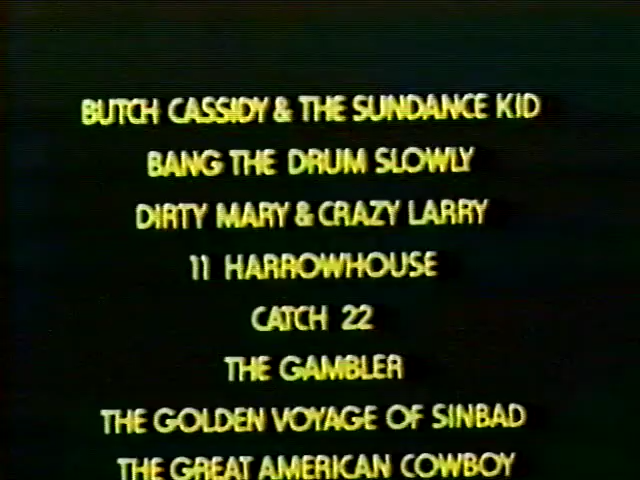 BUTCH CASSIDY & THE SUNDANCE KID
BANG THE DRUM SLOWLY
DIRTY MARY & CRAZY LARRY
11 HARROWHOUSE
CATCH 22
THE GAMBLER
THE GOLDEN VOYAGE OF SINBAD
THE GREAT AMERICAN COWBOY